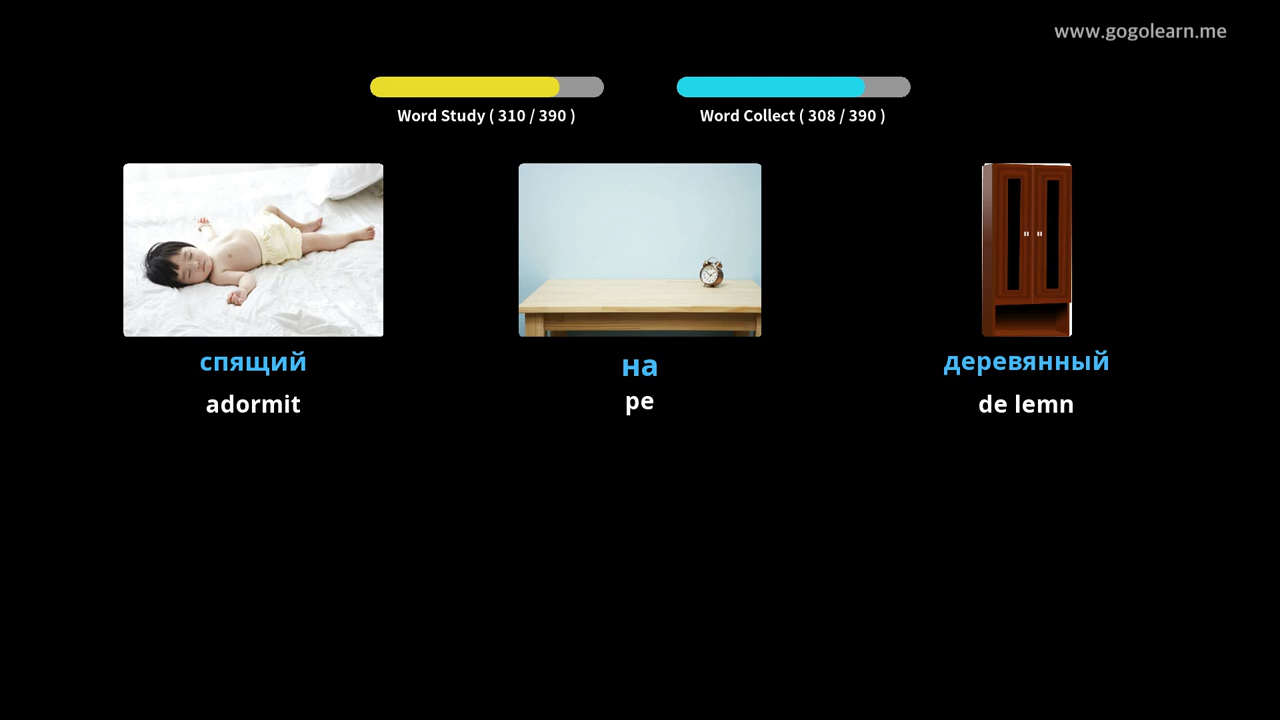 www.gogolearn.me
Word Study ( 310 / 390 )
Word Collect ( 308 / 390 )
спящий
на
деревянный
adormit
pe
de lemn